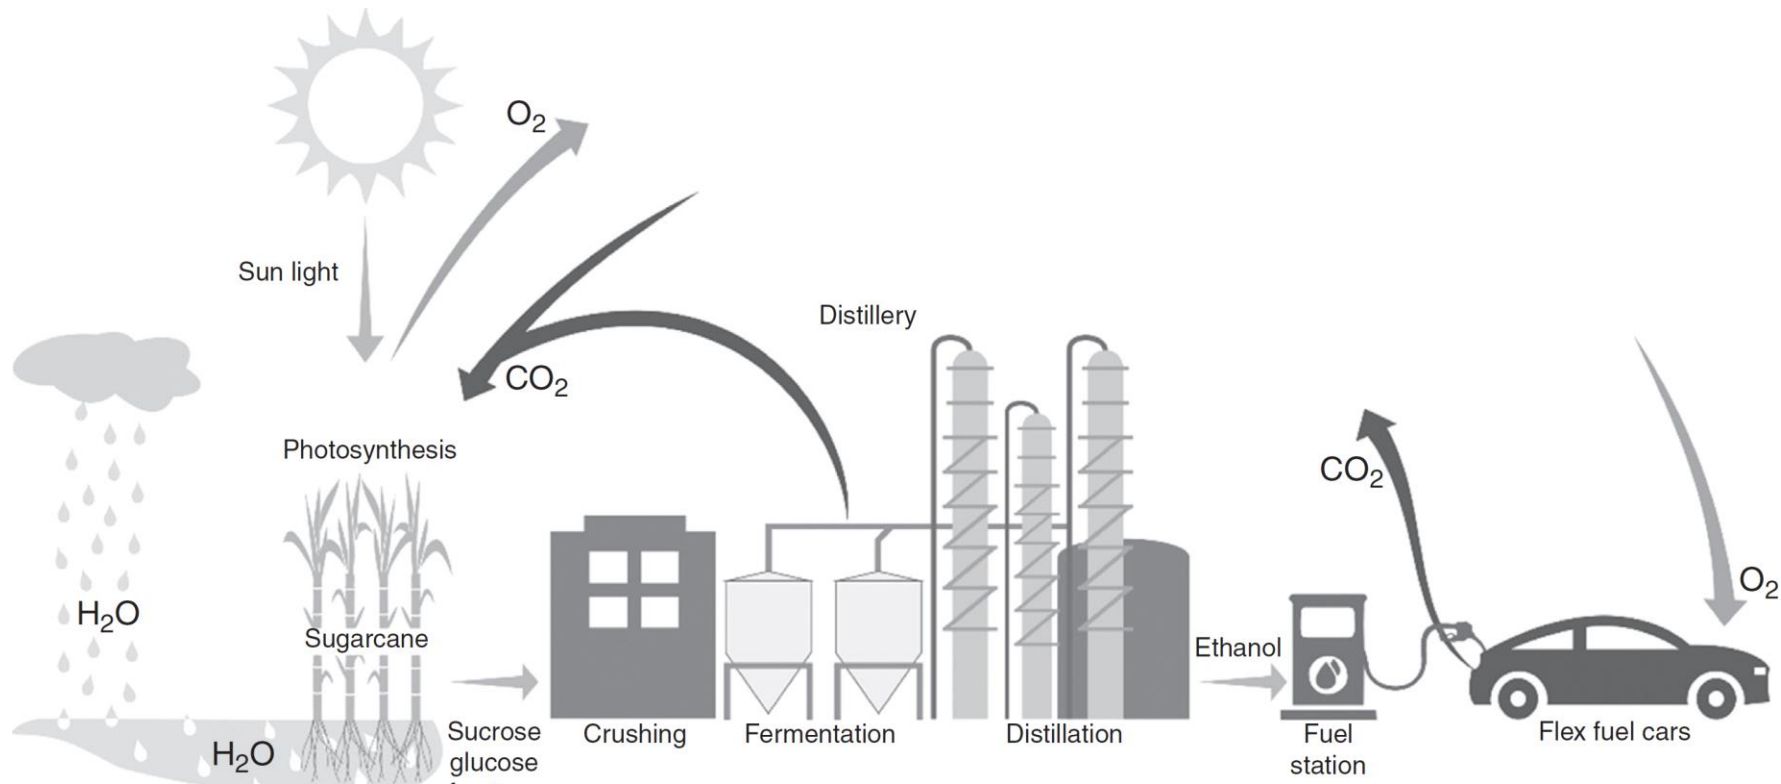 O₂
Sun light
Distillery
CO₂
Photosynthesis
CO₂
O₂
H₂O
Sugarcane
Ethanol
Sucrose
glucose
Crushing
Fermentation
Distillation
Fuel
station
Flex fuel cars
H₂O